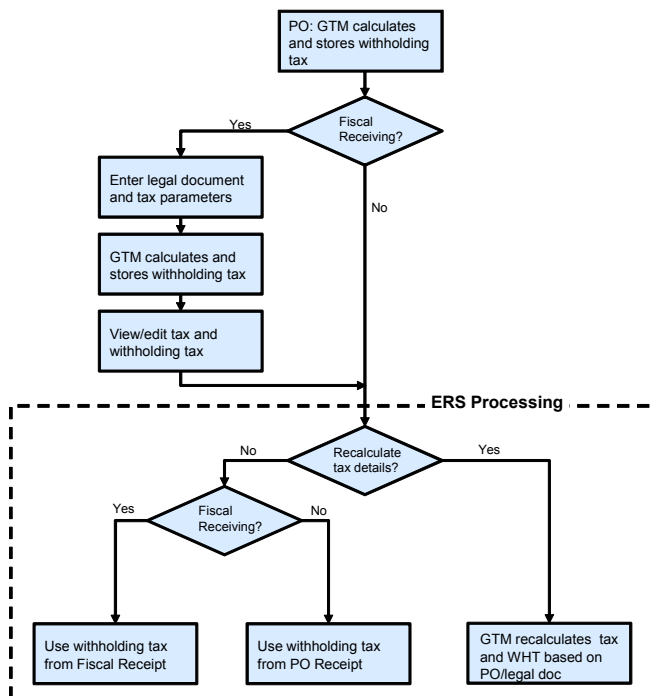 PO: GTM calculates
and stores withholding
tax
Fiscal
Receiving?
Yes
No
Enter legal document
and tax parameters
GTM calculates and
stores withholding tax
View/edit tax and
withholding tax
ERS Processing
Recalculate
tax details?
No
Yes
Fiscal
Receiving?
Yes
No
Use withholding tax
from Fiscal Receipt
Use withholding tax
from PO Receipt
GTM recalculates tax
and WHT based on
PO/legal doc